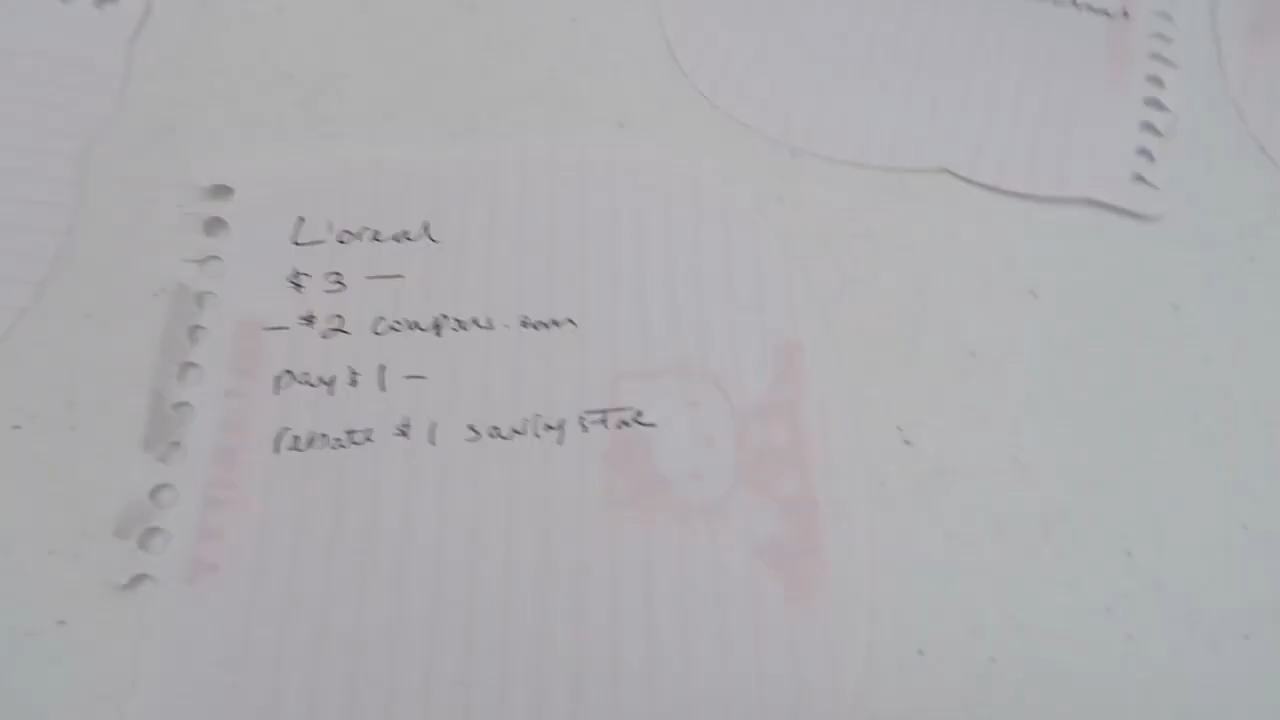 L'oreal
$3 —
- $2 coupons.com
pay $1 -
rebate $1 savingstar